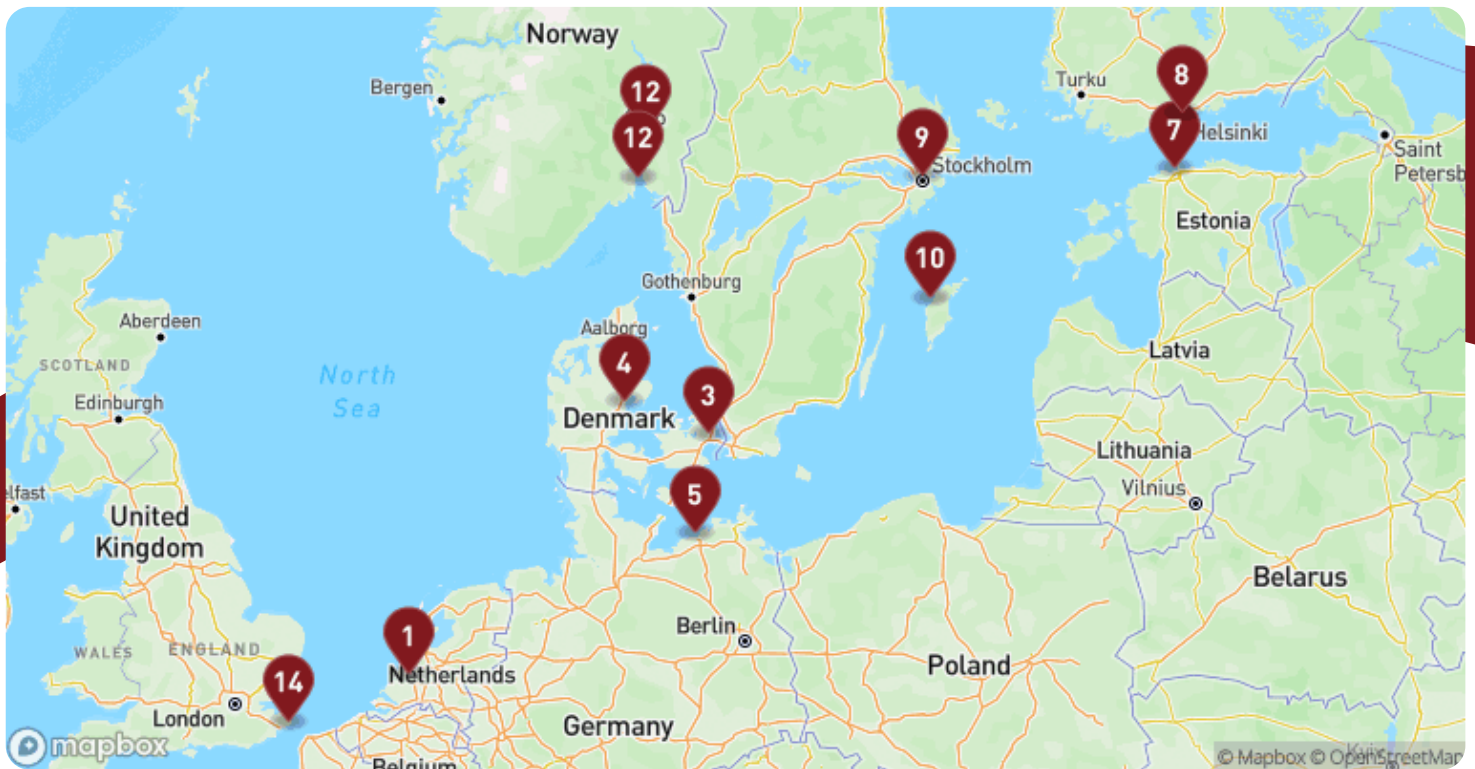 Norway
Bergen
12
12
Turku
8
7
Helsinki
Saint
Petersb
9
Stockholm
Estonia
10
Gothenburg
Aberdeen
Aalborg
SCOTLAND
North
Sea
4
Latvia
3
Edinburgh
Denmark
Lithuania
Vilnius
elfast
5
United
Kingdom
Belarus
1
Berlin
WALES
ENGLAND
Netherlands
Poland
14
London
Germany
mapbox
Belgium
© Mapbox © OpenStreetMap